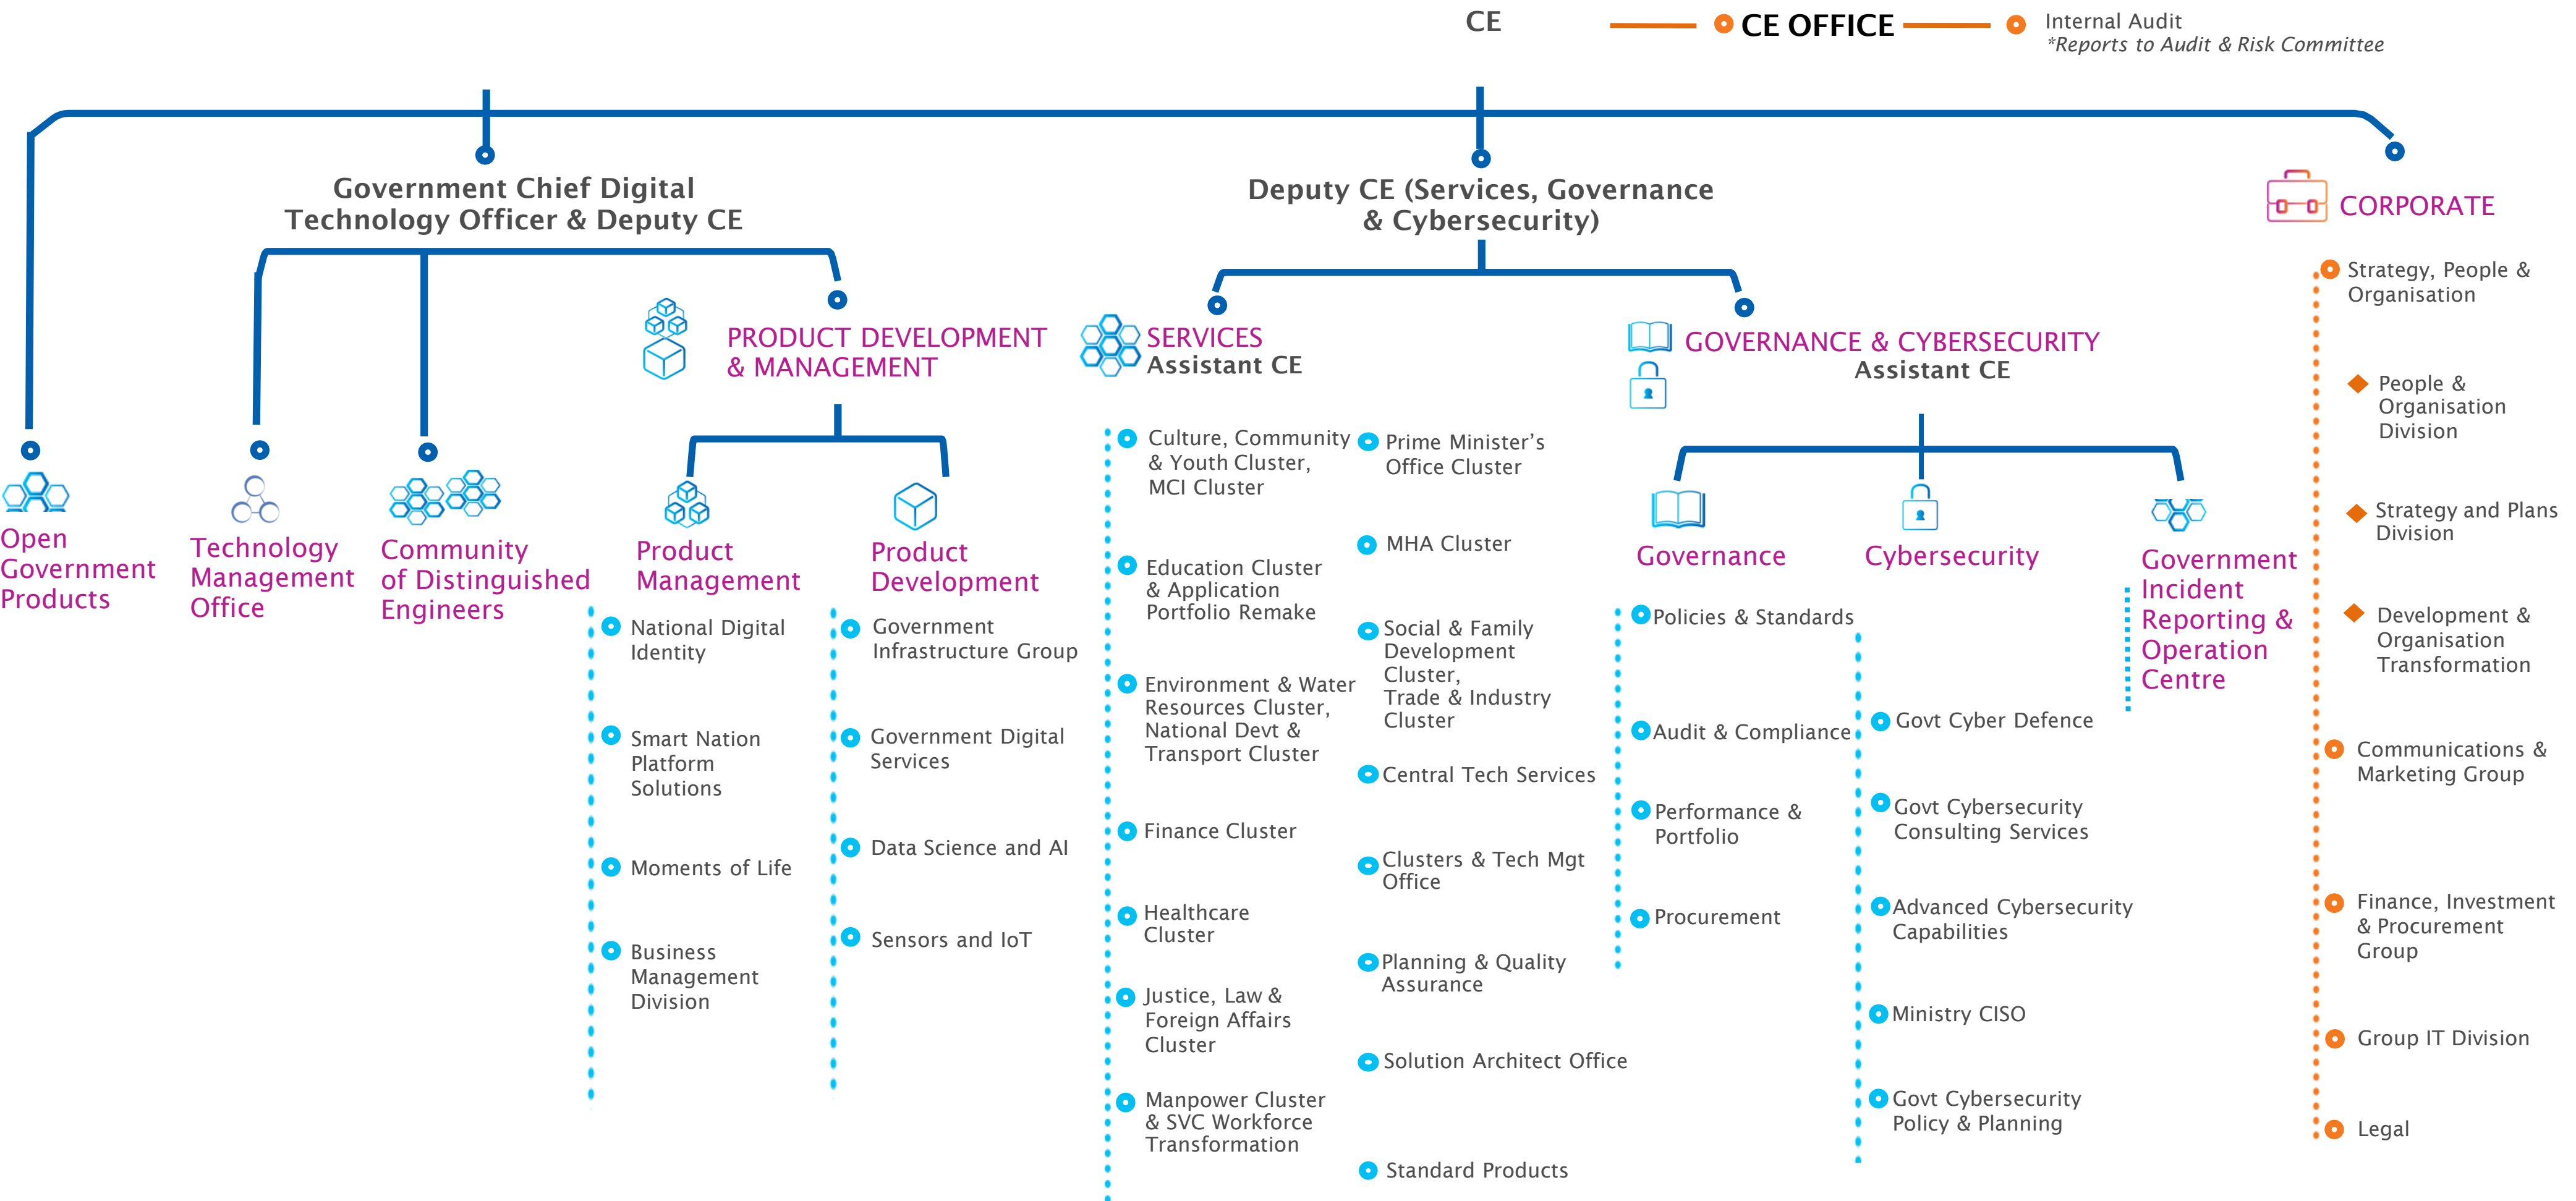 CE
CE OFFICE
Internal Audit
*Reports to Audit & Risk Committee
Government Chief Digital
Technology Officer & Deputy CE
Deputy CE (Services, Governance
& Cybersecurity)
CORPORATE
Open
Government
Products
Technology
Management
Office
Community
of Distinguished
Engineers
PRODUCT DEVELOPMENT
& MANAGEMENT
Product
Management
National Digital
Identity
Smart Nation
Platform
Solutions
Moments of Life
Business
Management
Division
Product
Development
Government
Infrastructure Group
Government Digital
Services
Data Science and AI
Sensors and IoT
SERVICES
Assistant CE
Culture, Community
& Youth Cluster,
MCI Cluster
Education Cluster
& Application
Portfolio Remake
Environment & Water
Resources Cluster,
National Devt &
Transport Cluster
Finance Cluster
Healthcare
Cluster
Justice, Law &
Foreign Affairs
Cluster
Manpower Cluster
& SVC Workforce
Transformation
Prime Minister’s
Office Cluster
MHA Cluster
Social & Family
Development
Cluster,
Trade & Industry
Cluster
Central Tech Services
Clusters & Tech Mgt
Office
Planning & Quality
Assurance
Solution Architect Office
Standard Products
GOVERNANCE & CYBERSECURITY
Assistant CE
Governance
Policies & Standards
Audit & Compliance
Performance &
Portfolio
Procurement
Cybersecurity
Govt Cyber Defence
Govt Cybersecurity
Consulting Services
Advanced Cybersecurity
Capabilities
Ministry CISO
Govt Cybersecurity
Policy & Planning
Government
Incident
Reporting &
Operation
Centre
Strategy, People &
Organisation
People &
Organisation
Division
Strategy and Plans
Division
Development &
Organisation
Transformation
Communications &
Marketing Group
Finance, Investment
& Procurement
Group
Group IT Division
Legal